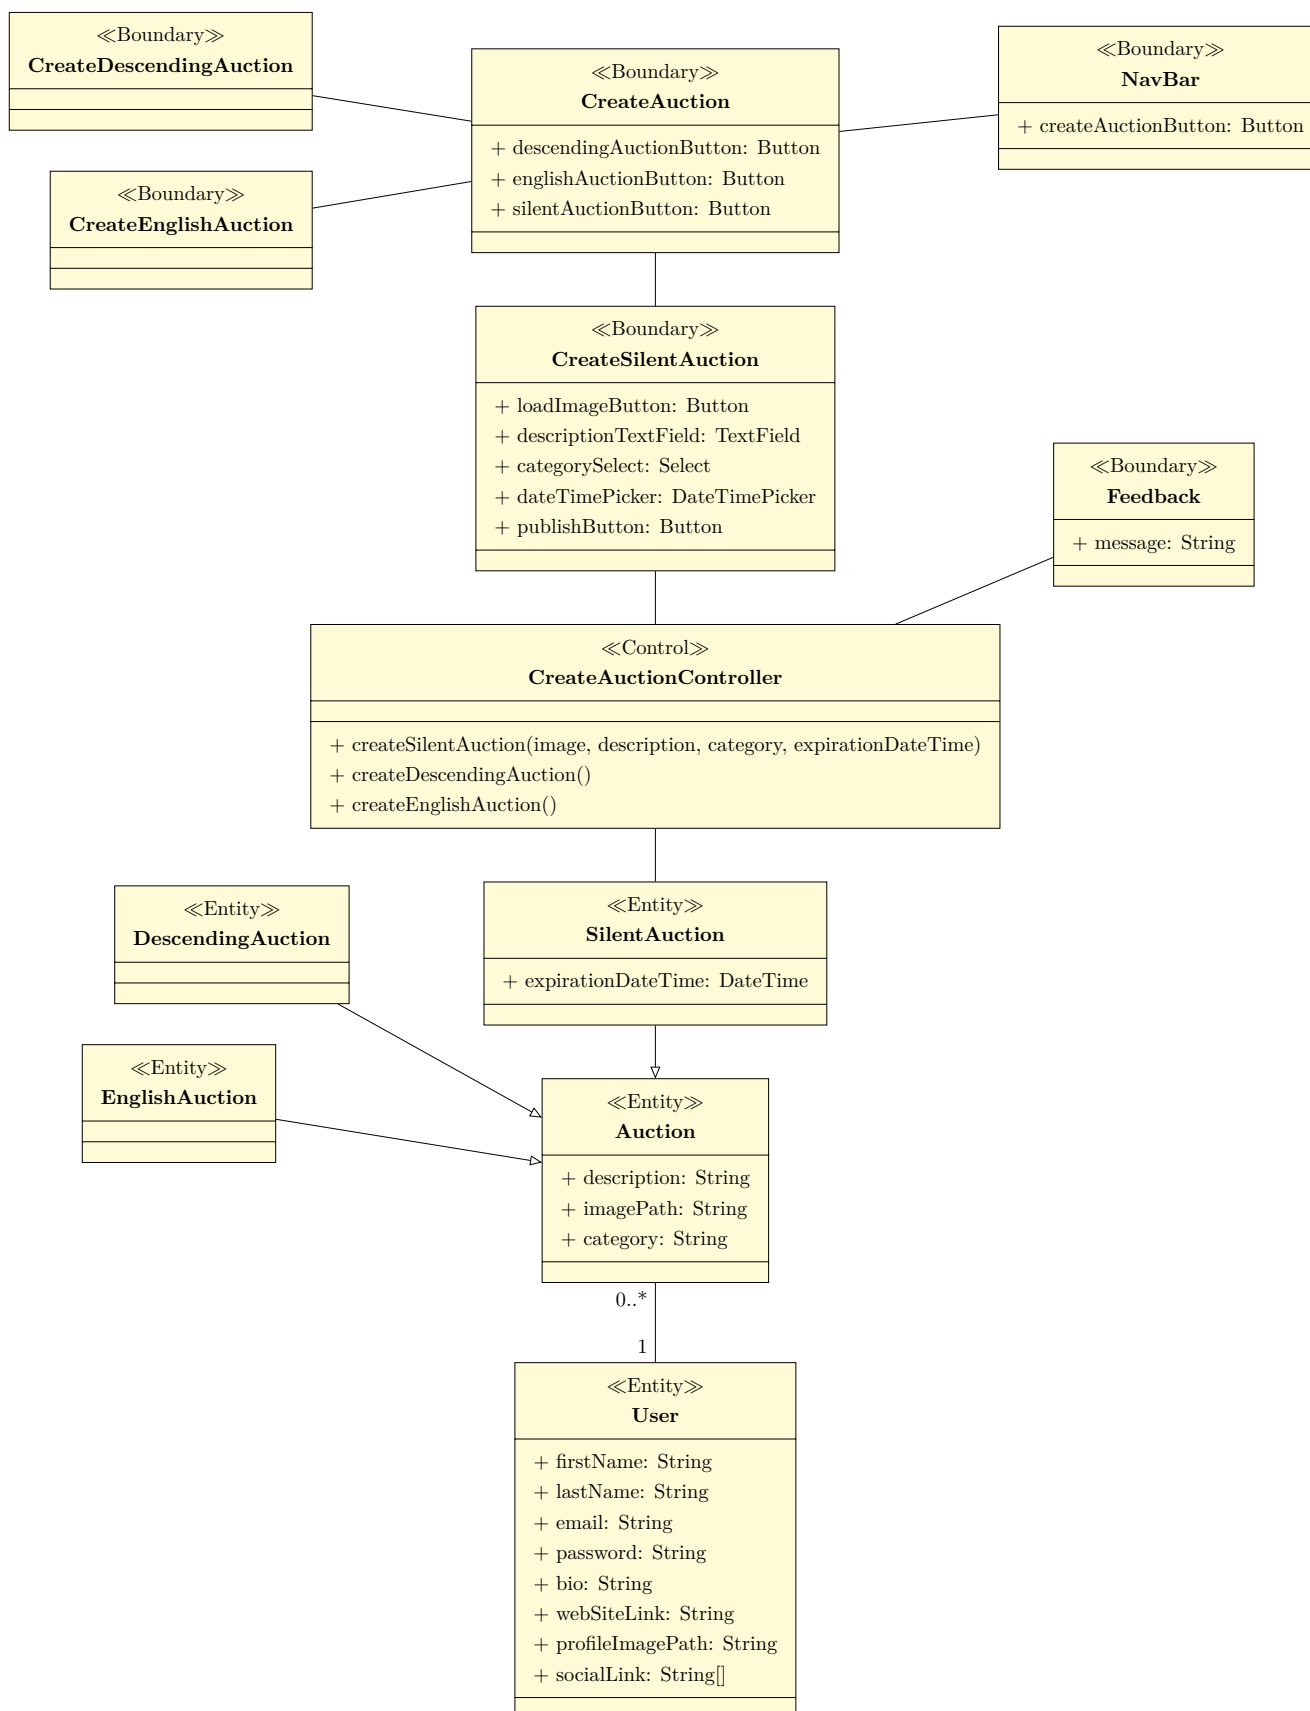 ≪Boundary≫
CreateDescendingAuction
≪Boundary≫
CreateAuction
+ descendingAuctionButton: Button
+ englishAuctionButton: Button
+ silentAuctionButton: Button
≪Boundary≫
NavBar
+ createAuctionButton: Button
≪Boundary≫
CreateEnglishAuction
≪Boundary≫
CreateSilentAuction
+ loadImageButton: Button
+ descriptionTextField: TextField
+ categorySelect: Select
+ dateTimePicker: DateTimePicker
+ publishButton: Button
≪Boundary≫
Feedback
+ message: String
≪Control≫
CreateAuctionController
+ createSilentAuction(image, description, category, expirationDateTime)
+ createDescendingAuction()
+ createEnglishAuction()
≪Entity≫
DescendingAuction
≪Entity≫
SilentAuction
+ expirationDateTime: DateTime
≪Entity≫
EnglishAuction
≪Entity≫
Auction
+ description: String
+ imagePath: String
+ category: String
0..*
1
≪Entity≫
User
+ firstName: String
+ lastName: String
+ email: String
+ password: String
+ bio: String
+ webSiteLink: String
+ profileImagePath: String
+ socialLink: String[]